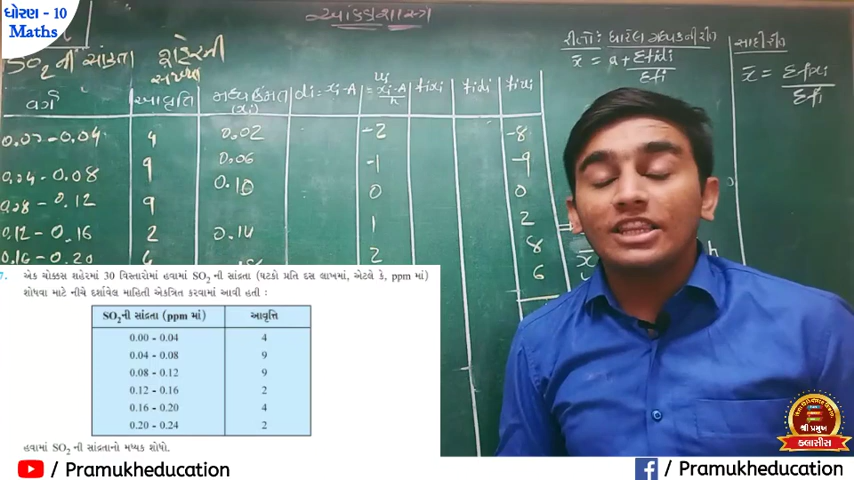 ધોરણ - 10
Maths
આંકડાશાસ્ત્ર
SO₂ ની સાંદ્રતા શહેરની
વર્ગ આવૃત્તિ મધ્યકિંમત (xi) di = xi-A ui = xi-A / h fixi fidi fiui
0.00-0.04 4 0.02 -2 -8
0.04-0.08 9 0.06 -1 -9
0.08-0.12 9 0.10 0 0
0.12-0.16 2 0.14 1 2
0.16-0.20 2 8
6
રીતો: ધારેલ મધ્યકની રીત
x̄ = a + Σfidi / Σfi
સાદી રીત
x̄ = Σfixi / Σfi
7. એક ચોક્કસ શહેરમાં 30 વિસ્તારોમાં હવામાં SO₂ ની સાંદ્રતા (ઘટકો પ્રતિ દસ લાખમાં, એટલે કે, ppm માં)
શોધવા માટે નીચે દર્શાવેલ માહિતી એકત્રિત કરવામાં આવી હતી :
SO₂ની સાંદ્રતા (ppm માં) આવૃત્તિ
0.00 - 0.04 4
0.04 - 0.08 9
0.08 - 0.12 9
0.12 - 0.16 2
0.16 - 0.20 4
0.20 - 0.24 2
હવામાં SO₂ ની સાંદ્રતાનો મધ્યક શોધો.
શ્રી પ્રમુખ
ક્લાસીસ
/ Pramukheducation
/ Pramukheducation